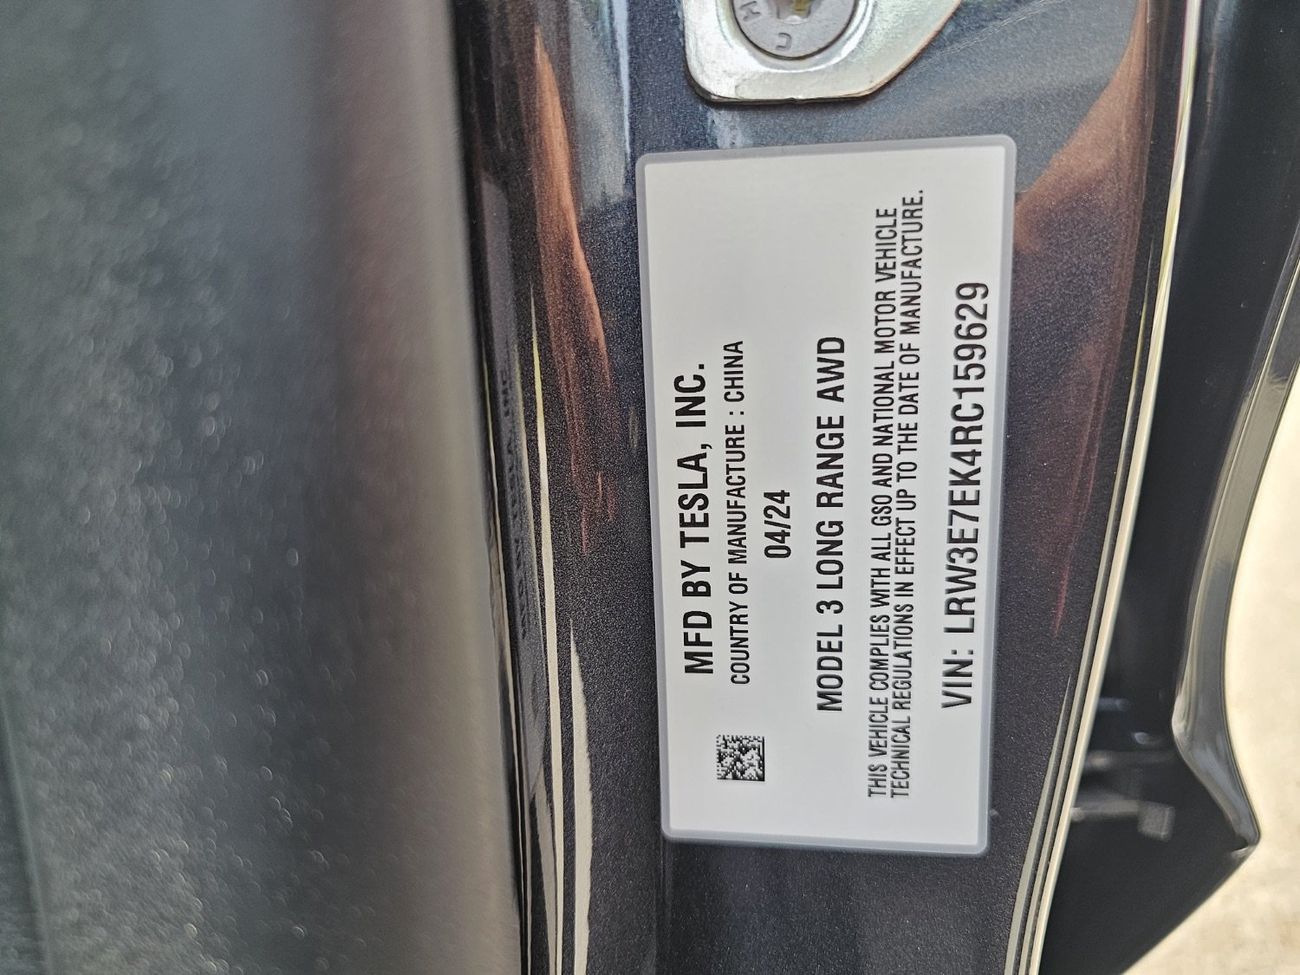 MFD BY TESLA, INC.
COUNTRY OF MANUFACTURE : CHINA
04/24
MODEL 3 LONG RANGE AWD
THIS VEHICLE COMPLIES WITH ALL GSO AND NATIONAL MOTOR VEHICLE
TECHNICAL REGULATIONS IN EFFECT UP TO THE DATE OF MANUFACTURE.
VIN: LRW3E7EK4RC159629